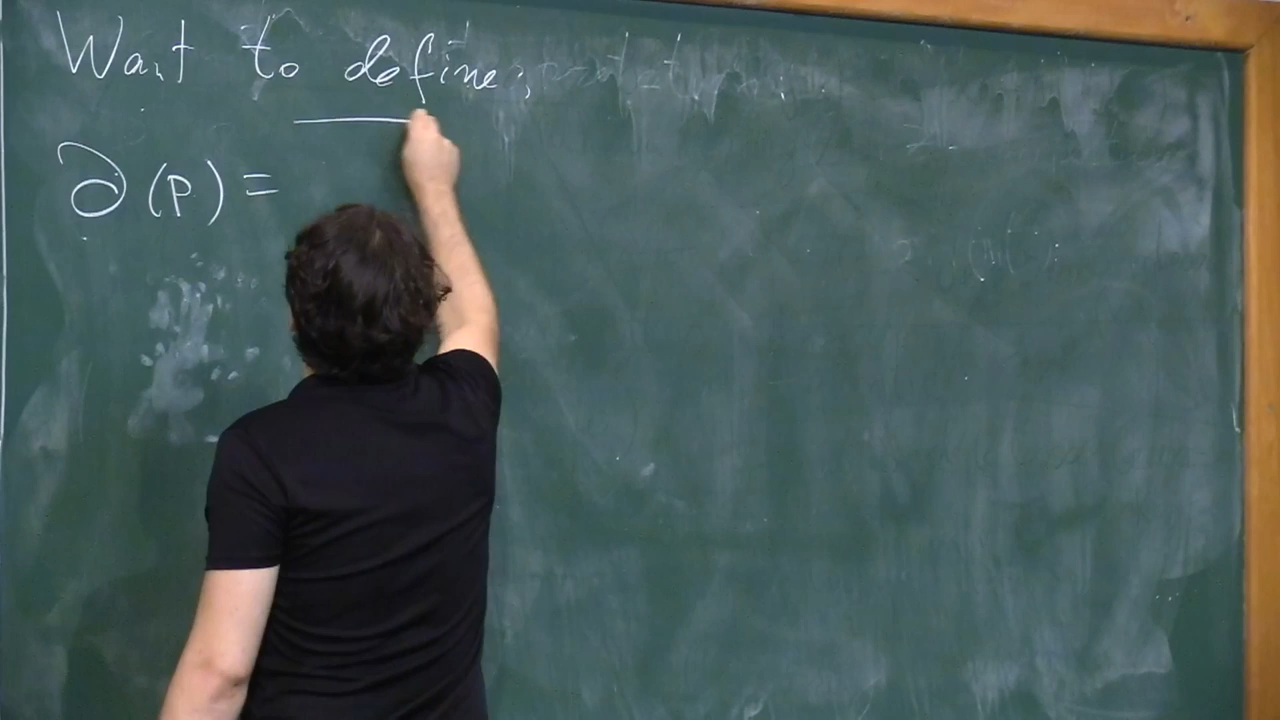 Want to define:
∂(p) =